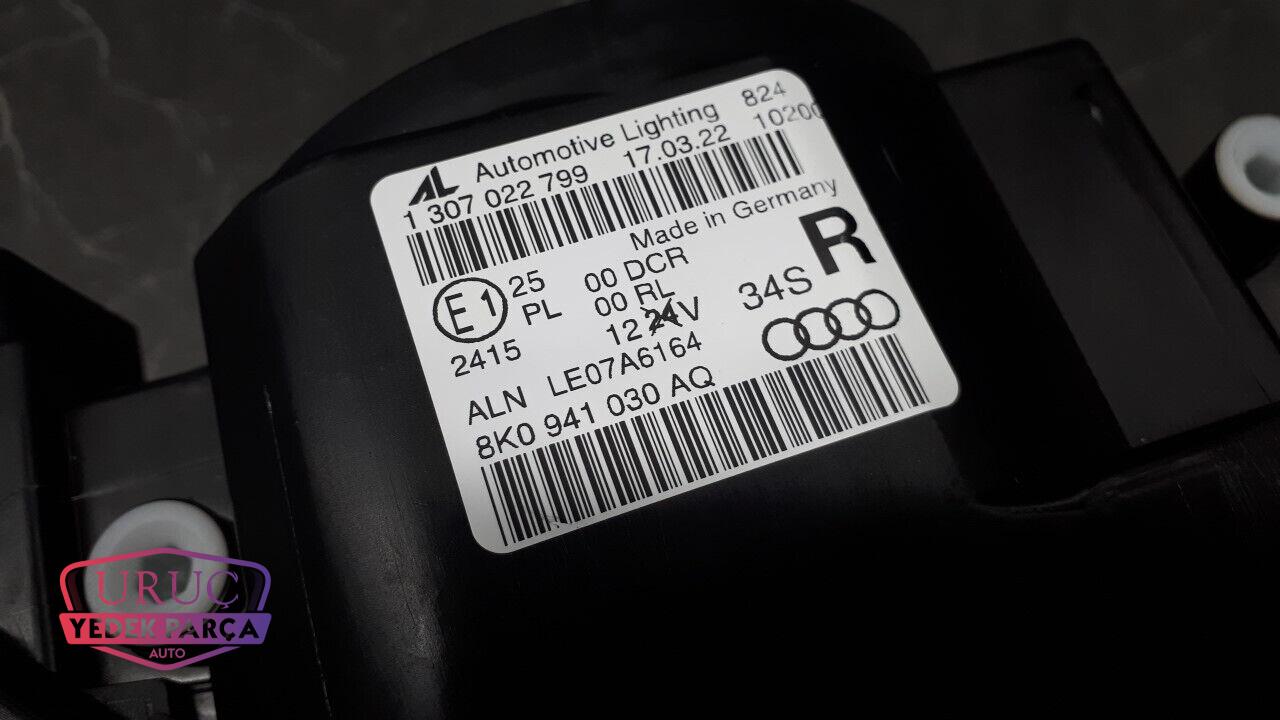 AL Automotive Lighting 824
1 307 022 799 17.03.22 10200
Made in Germany
E1 25 00 DCR
PL 00 RL 34S R
2415 12 24V
ALN LE07A6164
8K0 941 030 AQ
URUÇ
YEDEK PARÇA
AUTO